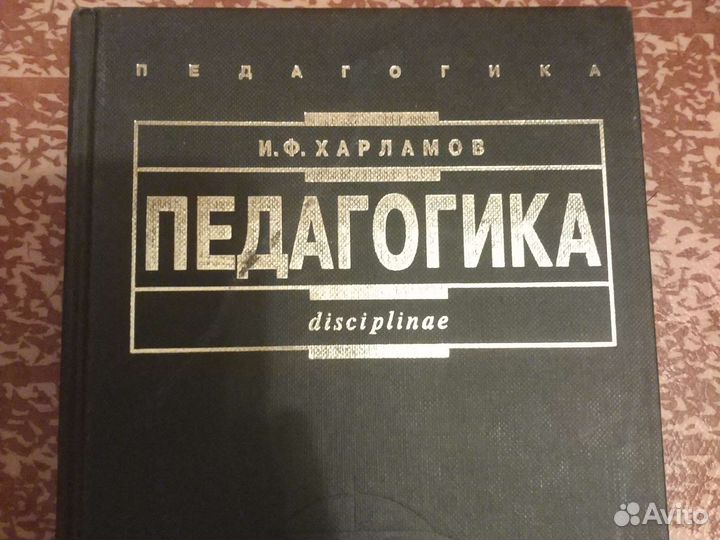 ПЕДАГОГИКА
И.Ф. ХАРЛАМОВ
ПЕДАГОГИКА
disciplinae
Avito